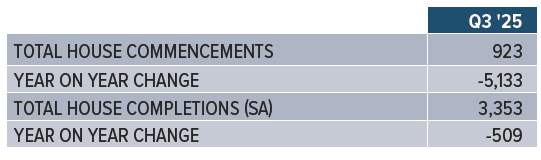 Q3 '25
TOTAL HOUSE COMMENCEMENTS 923
YEAR ON YEAR CHANGE -5,133
TOTAL HOUSE COMPLETIONS (SA) 3,353
YEAR ON YEAR CHANGE -509